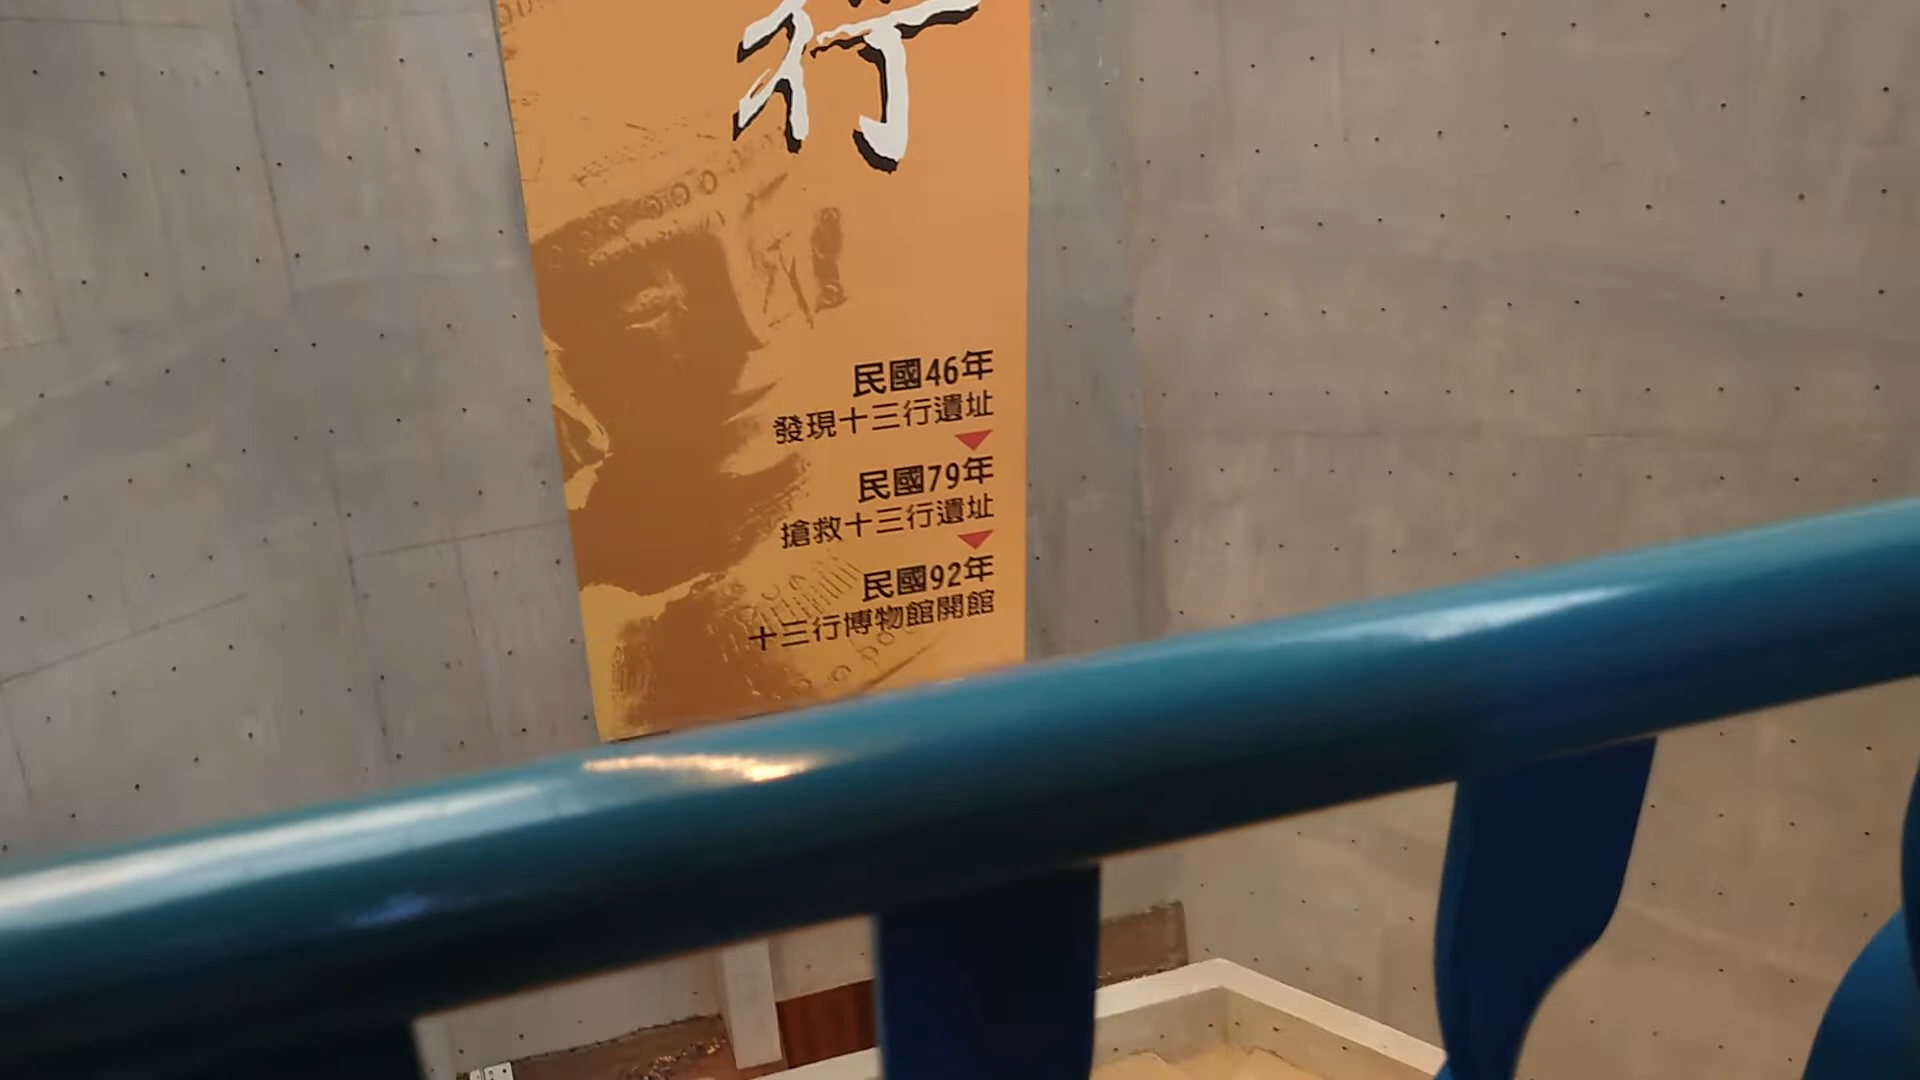 行
民國46年
發現十三行遺址
民國79年
搶救十三行遺址
民國92年
十三行博物館開館